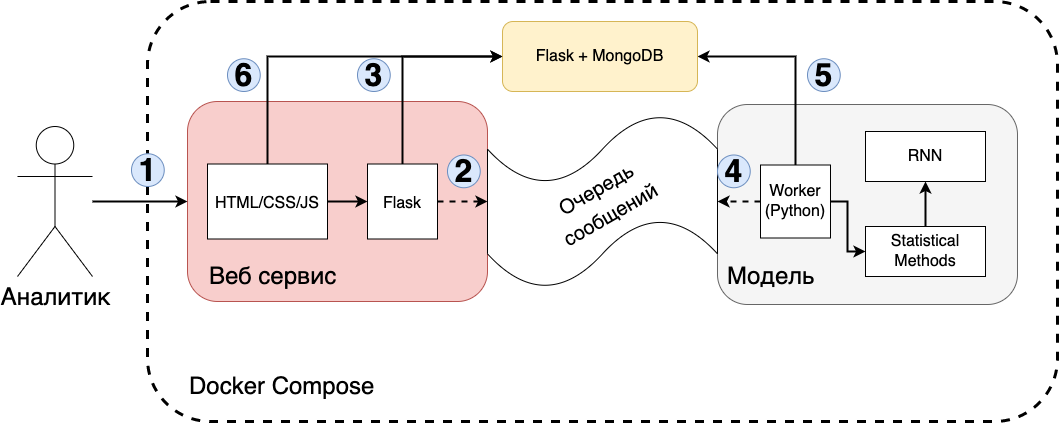 Flask + MongoDB
6
3
5
1
2
4
HTML/CSS/JS
Flask
Очередь
сообщений
Worker
(Python)
RNN
Statistical
Methods
Веб сервис
Модель
Аналитик
Docker Compose